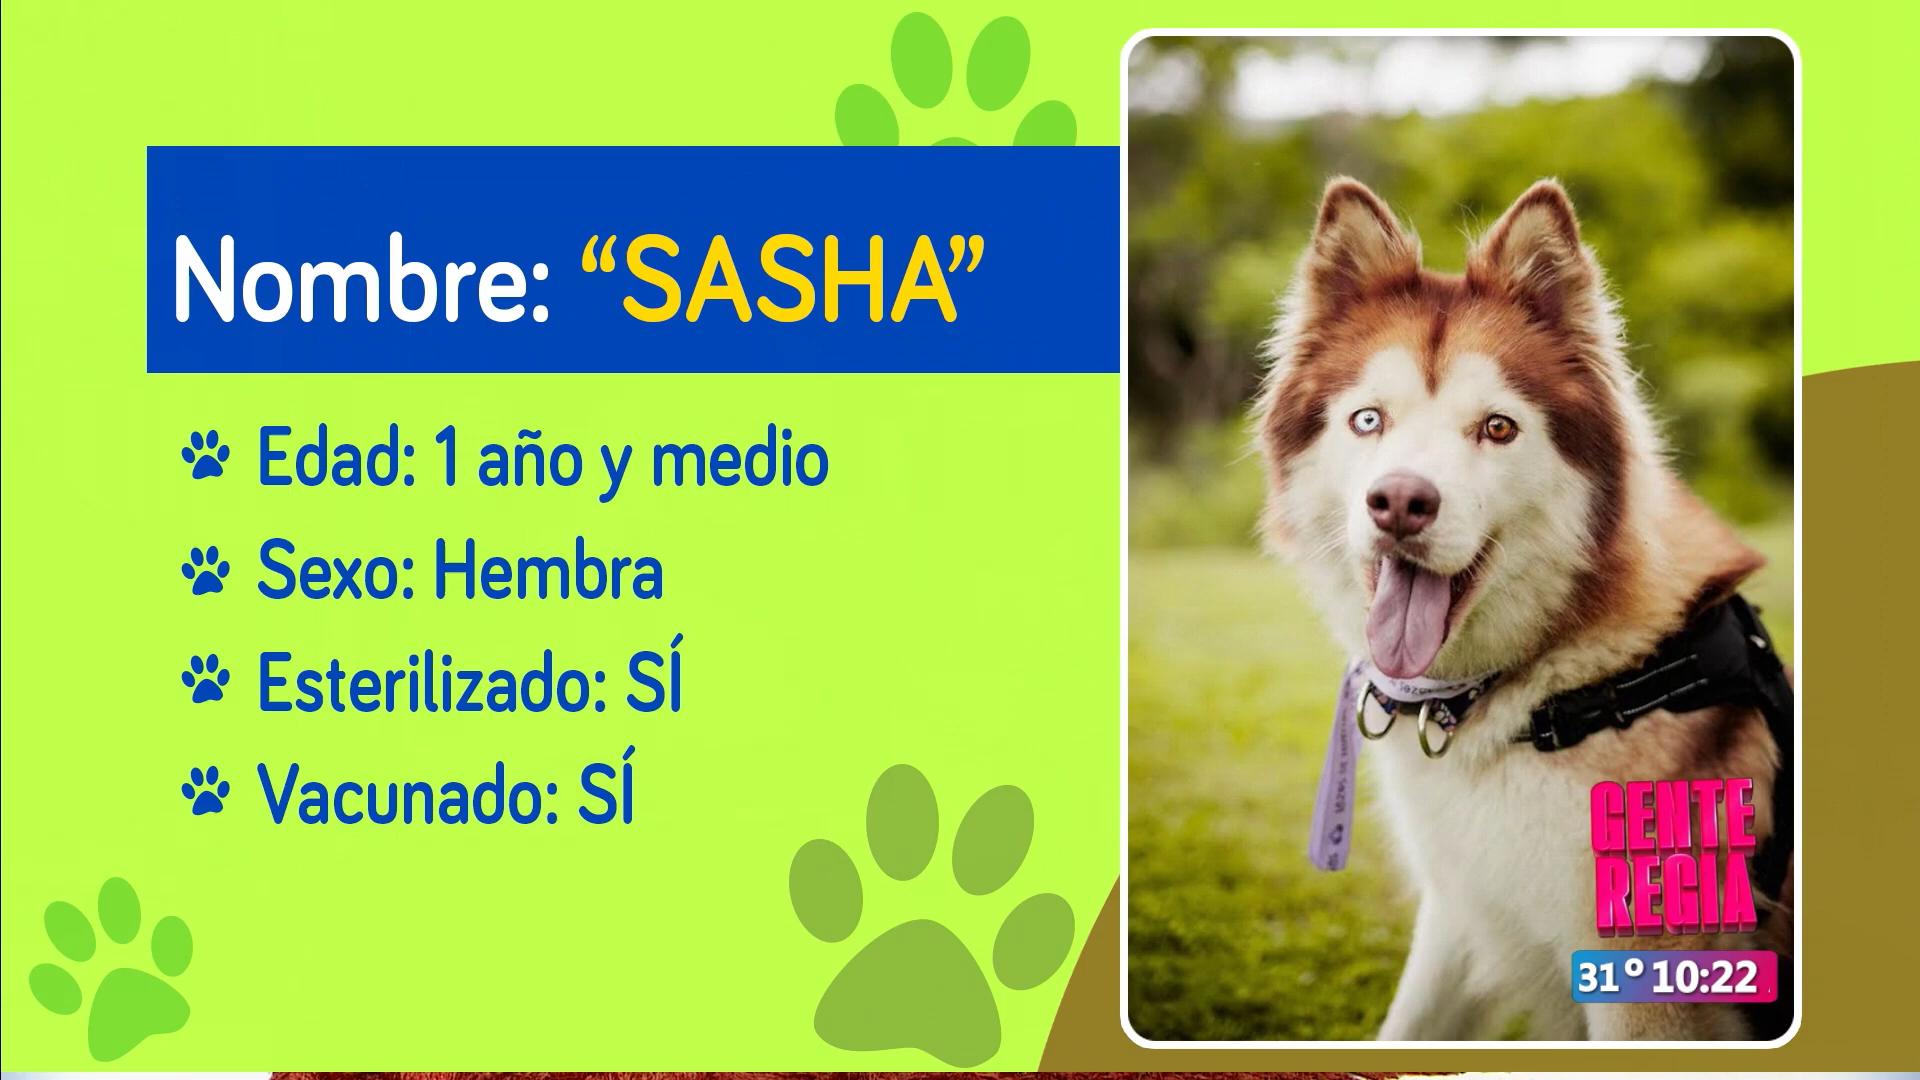 Nombre: “SASHA”
Edad: 1 año y medio
Sexo: Hembra
Esterilizado: SÍ
Vacunado: SÍ
GENTE
REGIA
31° 10:22